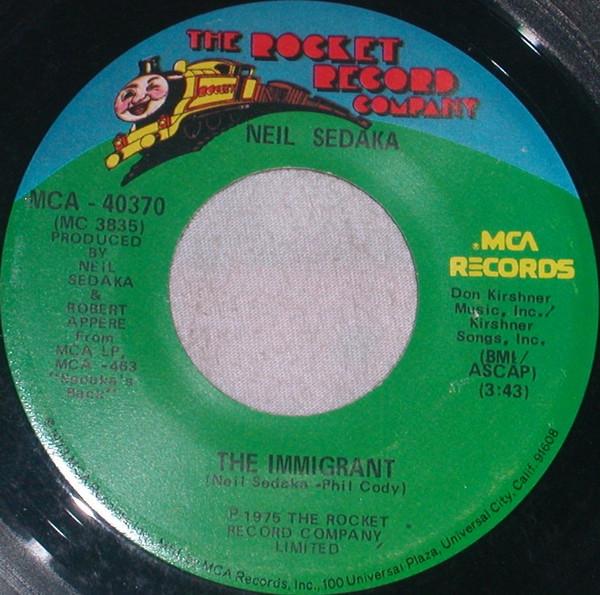 THE ROCKET
RECORD
COMPANY
ROCKET
NEIL SEDAKA
MCA - 40370
(MC 3835)
PRODUCED
BY
NEIL
SEDAKA
&
ROBERT
APPERE
From
MCA LP,
MCA -463
"Sedaka's
Back"
MCA
RECORDS
Don Kirshner
Music, Inc./
Kirshner
Songs, Inc.
(BMI/
ASCAP)
(3:43)
THE IMMIGRANT
(Neil Sedaka -Phil Cody)
℗ 1975 THE ROCKET
RECORD COMPANY
LIMITED
by MCA Records, Inc., 100 Universal Plaza, Universal City, Calif. 91608